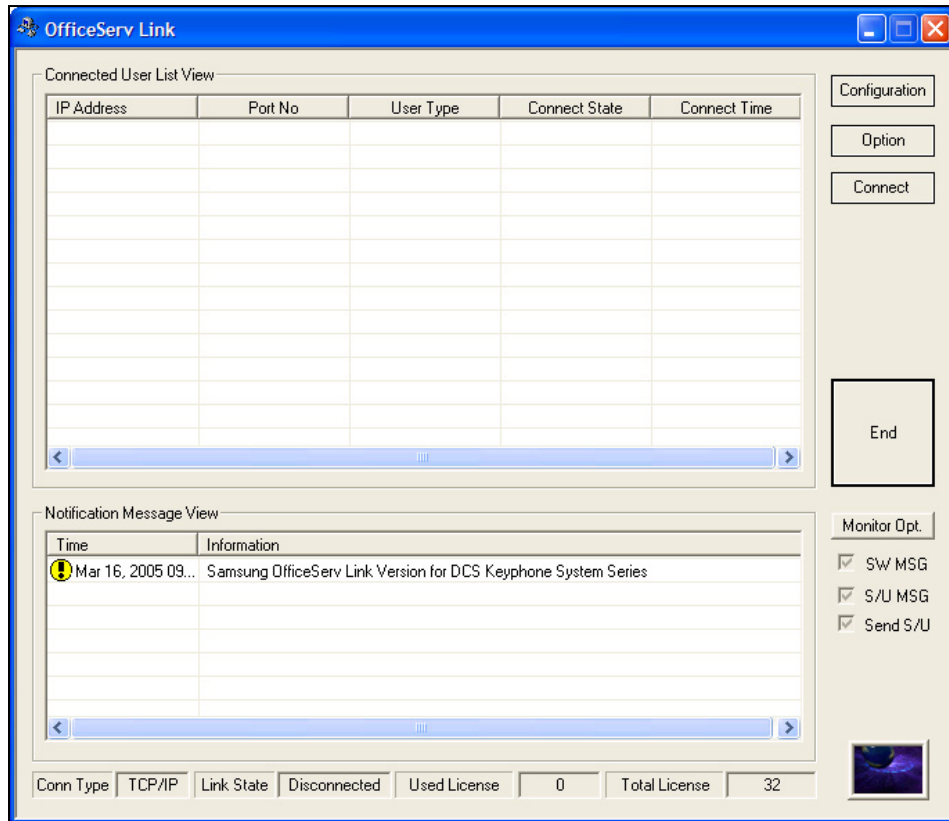 OfficeServ Link
Connected User List View
IP Address Port No User Type Connect State Connect Time
Configuration
Option
Connect
End
Notification Message View
Time Information
Mar 16, 2005 09... Samsung OfficeServ Link Version for DCS Keyphone System Series
Monitor Opt.
SW MSG
S/U MSG
Send S/U
Conn Type TCP/IP Link State Disconnected Used License 0 Total License 32